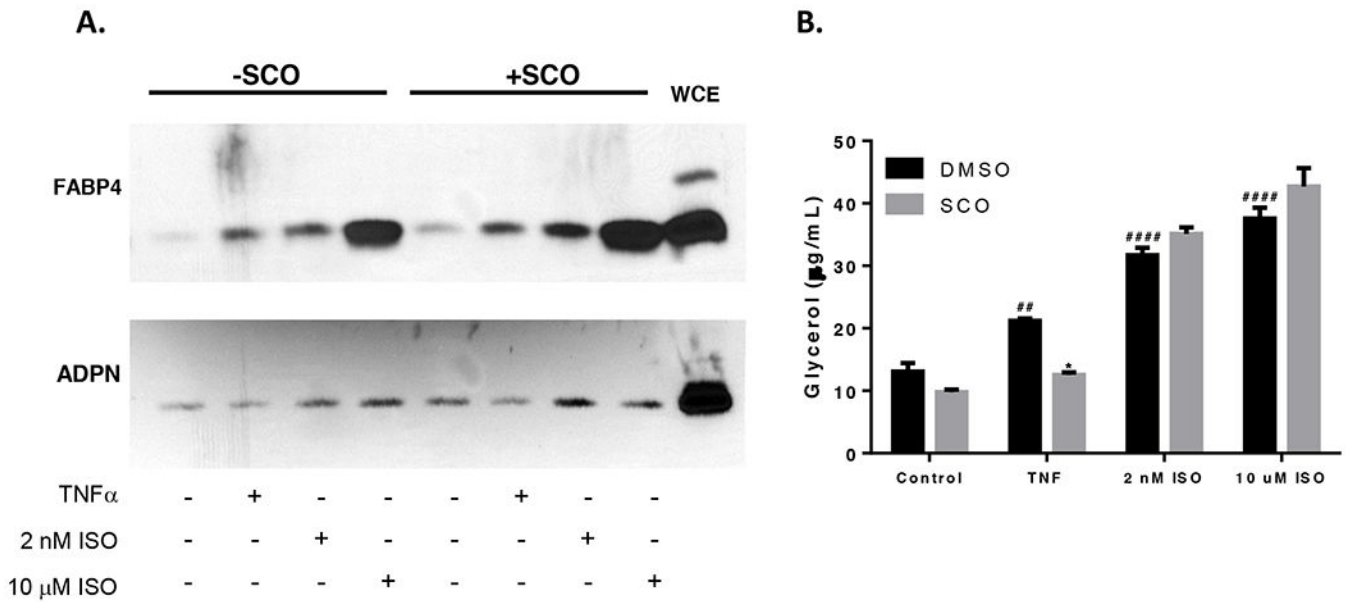 A.
-SCO +SCO WCE
FABP4
ADPN
TNFα - + - - - + - -
2 nM ISO - - + - - - + -
10 μM ISO - - - + - - - +
B.
Glycerol (μg/mL)
50
40
30
20
10
0
DMSO
SCO
##
*
####
####
Control TNF 2 nM ISO 10 uM ISO